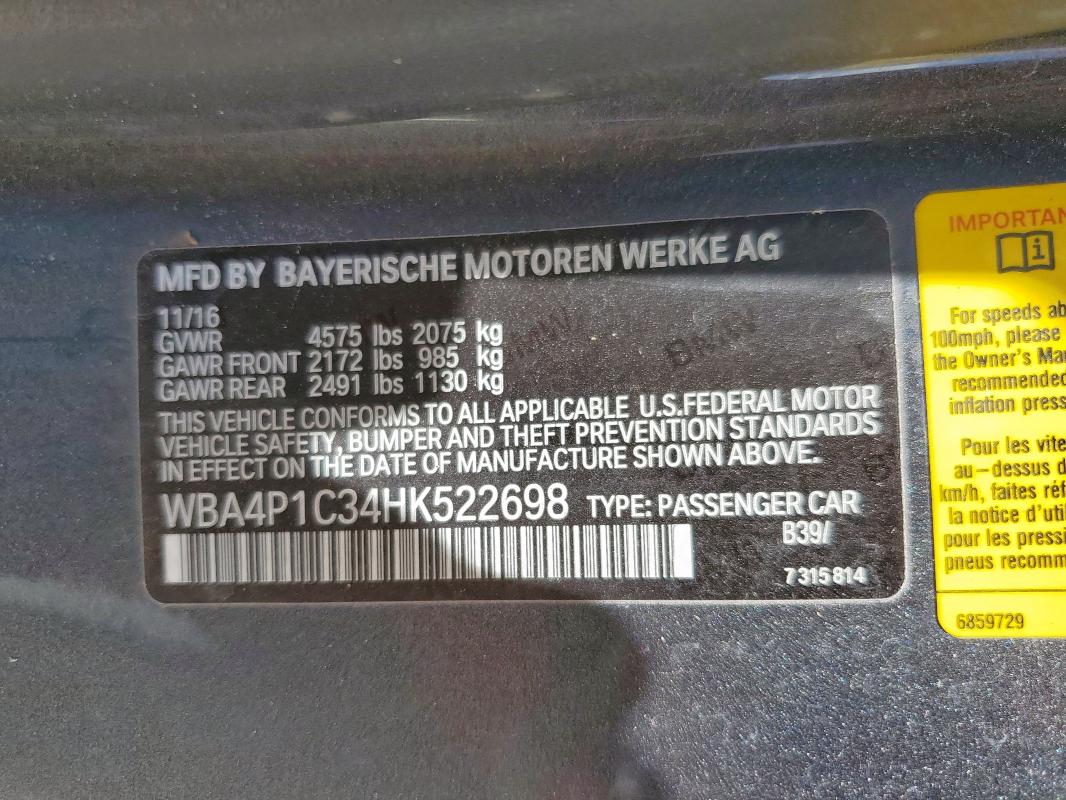 MFD BY BAYERISCHE MOTOREN WERKE AG
11/16
GVWR 4575 lbs 2075 kg
GAWR FRONT 2172 lbs 985 kg
GAWR REAR 2491 lbs 1130 kg
THIS VEHICLE CONFORMS TO ALL APPLICABLE U.S.FEDERAL MOTOR
VEHICLE SAFETY, BUMPER AND THEFT PREVENTION STANDARDS
IN EFFECT ON THE DATE OF MANUFACTURE SHOWN ABOVE.
WBA4P1C34HK522698 TYPE: PASSENGER CAR
B39/
7315814
IMPORTAN
i
For speeds ab
100mph, please
the Owner's Ma
recommended
inflation press
Pour les vite
au-dessus d
km/h, faites réf
la notice d'util
pour les pressi
pneus recomm
6859729